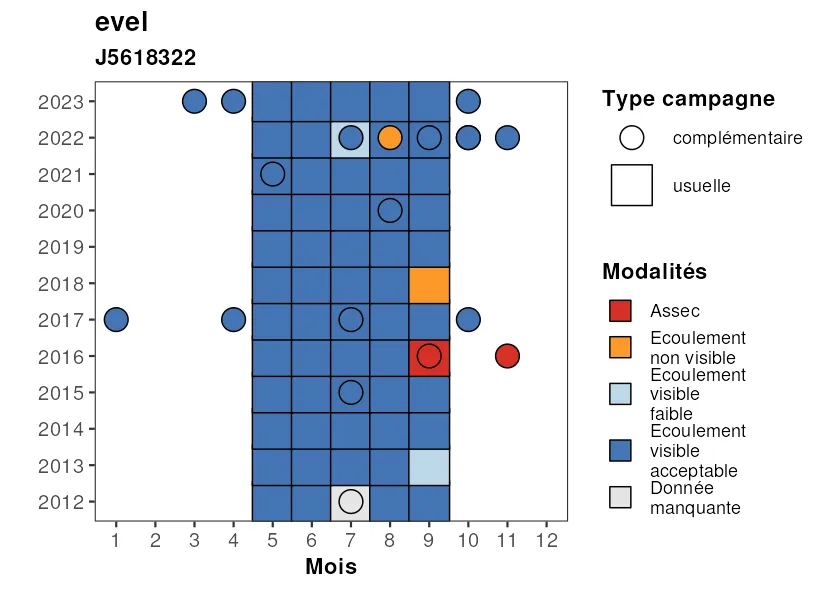 evel
J5618322
2023
2022
2021
2020
2019
2018
2017
2016
2015
2014
2013
2012
1 2 3 4 5 6 7 8 9 10 11 12
Mois
Type campagne
complémentaire
usuelle
Modalités
Assec
Ecoulement
non visible
Ecoulement
visible
faible
Ecoulement
visible
acceptable
Donnée
manquante